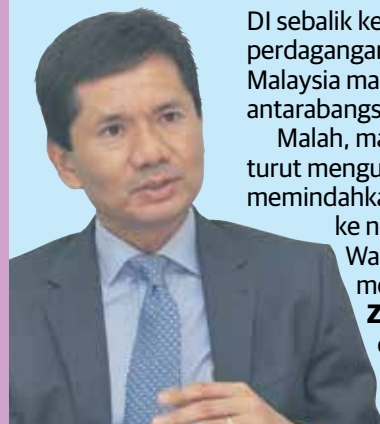 DI sebalik ke
perdagangan
Malaysia ma
antarabangs
Malah, ma
turut mengu
memindahka
ke n
Wa
me
Z